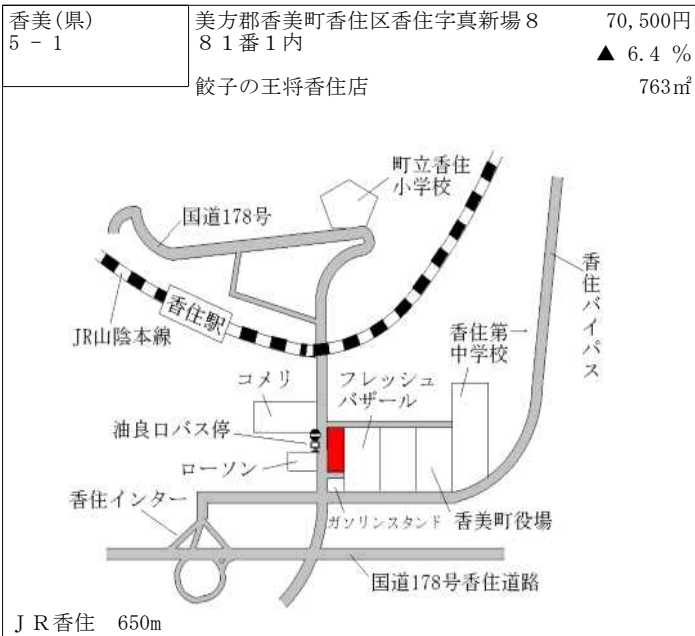 香美(県)
5 - 1
美方郡香美町香住区香住字真新場8
81番1内
餃子の王将香住店
70,500円
▲ 6.4 %
763㎡
町立香住
小学校
国道178号
香住バイパス
香住駅
JR山陰本線
香住第一
中学校
コメリ
フレッシュ
バザール
油良口バス停
ローソン
香住インター
ガソリンスタンド
香美町役場
国道178号香住道路
JR香住 650m